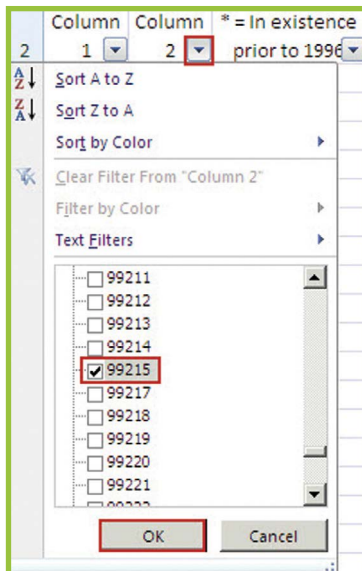 Column Column * = In existence
2 1 2 prior to 1996
Sort A to Z
Sort Z to A
Sort by Color
Clear Filter From "Column 2"
Filter by Color
Text Filters
99211
99212
99213
99214
99215
99217
99218
99219
99220
99221
OK Cancel